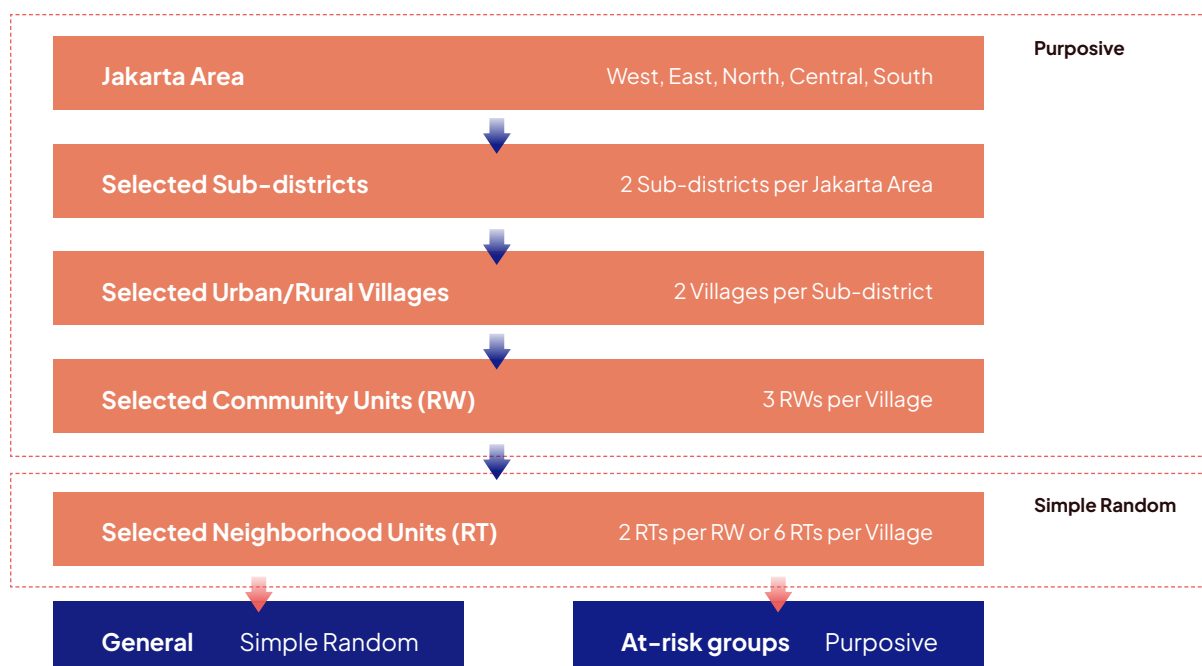 Purposive
Jakarta Area West, East, North, Central, South
Selected Sub-districts 2 Sub-districts per Jakarta Area
Selected Urban/Rural Villages 2 Villages per Sub-district
Selected Community Units (RW) 3 RWs per Village
Simple Random
Selected Neighborhood Units (RT) 2 RTs per RW or 6 RTs per Village
General Simple Random
At-risk groups Purposive